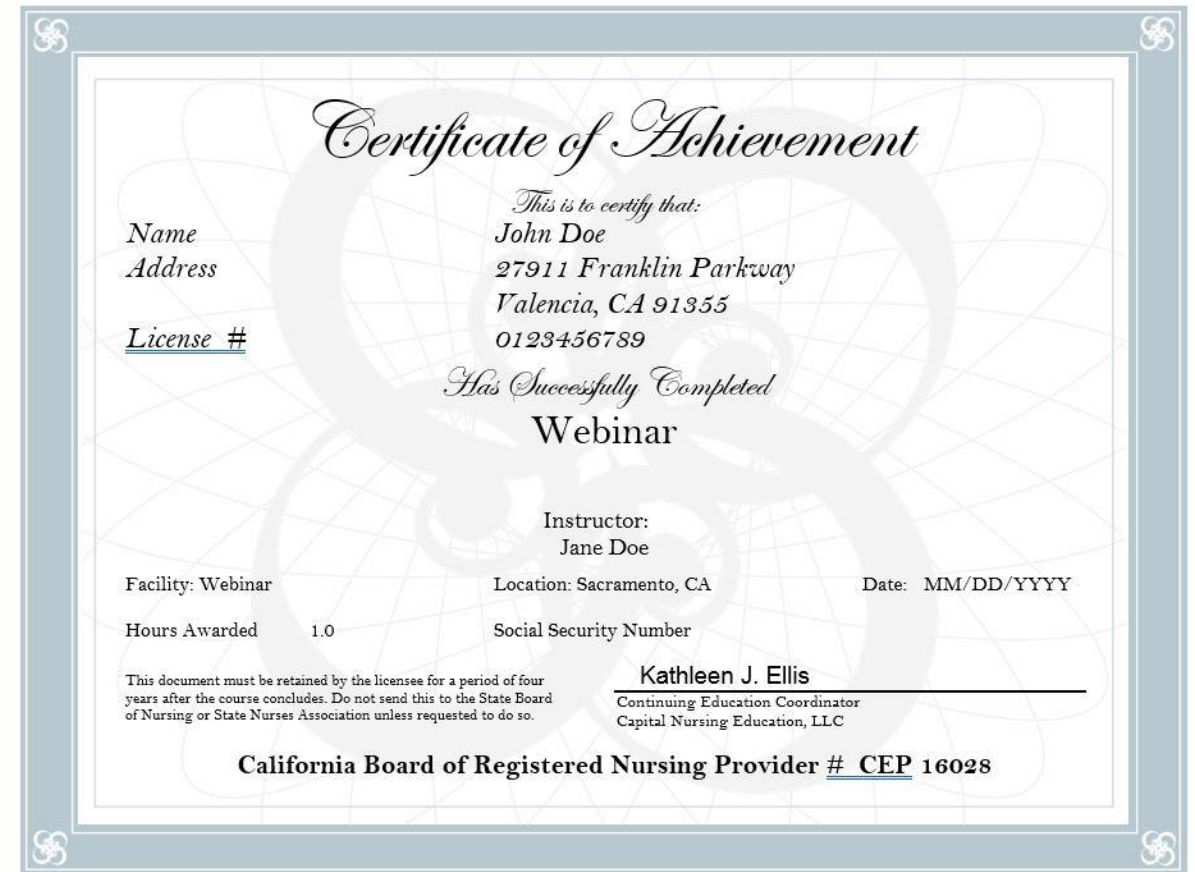 Certificate of Achievement
This is to certify that:
Name John Doe
Address 27911 Franklin Parkway
Valencia, CA 91355
License # 0123456789
Has Successfully Completed
Webinar
Instructor:
Jane Doe
Facility: Webinar Location: Sacramento, CA Date: MM/DD/YYYY
Hours Awarded 1.0 Social Security Number
This document must be retained by the licensee for a period of four
years after the course concludes. Do not send this to the State Board
of Nursing or State Nurses Association unless requested to do so.
Kathleen J. Ellis
Continuing Education Coordinator
Capital Nursing Education, LLC
California Board of Registered Nursing Provider # CEP 16028